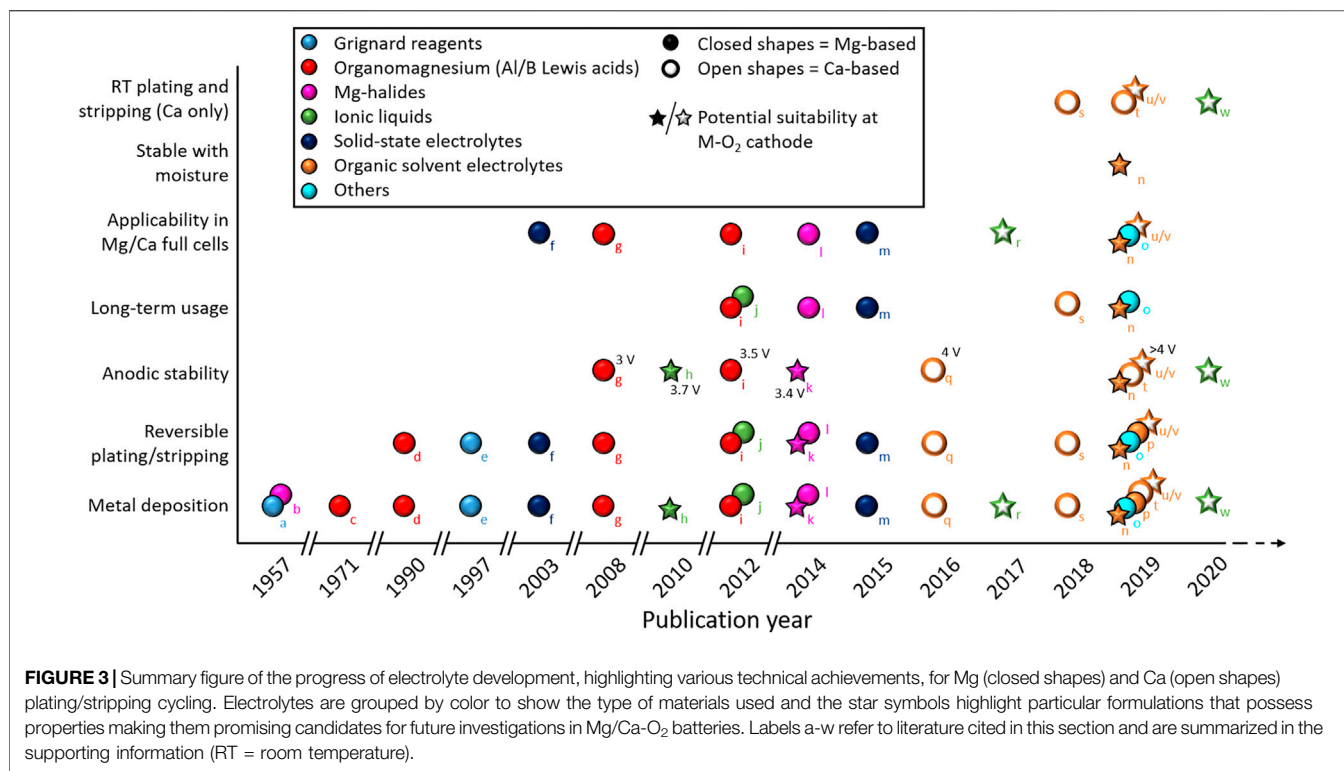 Grignard reagents
Organomagnesium (Al/B Lewis acids)
Mg-halides
Ionic liquids
Solid-state electrolytes
Organic solvent electrolytes
Others
Closed shapes = Mg-based
Open shapes = Ca-based
/ Potential suitability at
M-O₂ cathode
RT plating and
stripping (Ca only)
s t u/v w
Stable with
moisture
n
Applicability in
Mg/Ca full cells
f g i l m r n o u/v
Long-term usage
i j l m s n o
Anodic stability
3 V 3.7 V 3.5 V 3.4 V 4 V >4 V
g h i k q n t u/v w
Reversible
plating/stripping
d e f g i j k l m q s n o p u/v
Metal deposition
a b c d e f g h i j k l m q r s n o p t u/v w
1957 1971 1990 1997 2003 2008 2010 2012 2014 2015 2016 2017 2018 2019 2020
Publication year
FIGURE 3 | Summary figure of the progress of electrolyte development, highlighting various technical achievements, for Mg (closed shapes) and Ca (open shapes)
plating/stripping cycling. Electrolytes are grouped by color to show the type of materials used and the star symbols highlight particular formulations that possess
properties making them promising candidates for future investigations in Mg/Ca-O₂ batteries. Labels a-w refer to literature cited in this section and are summarized in the
supporting information (RT = room temperature).